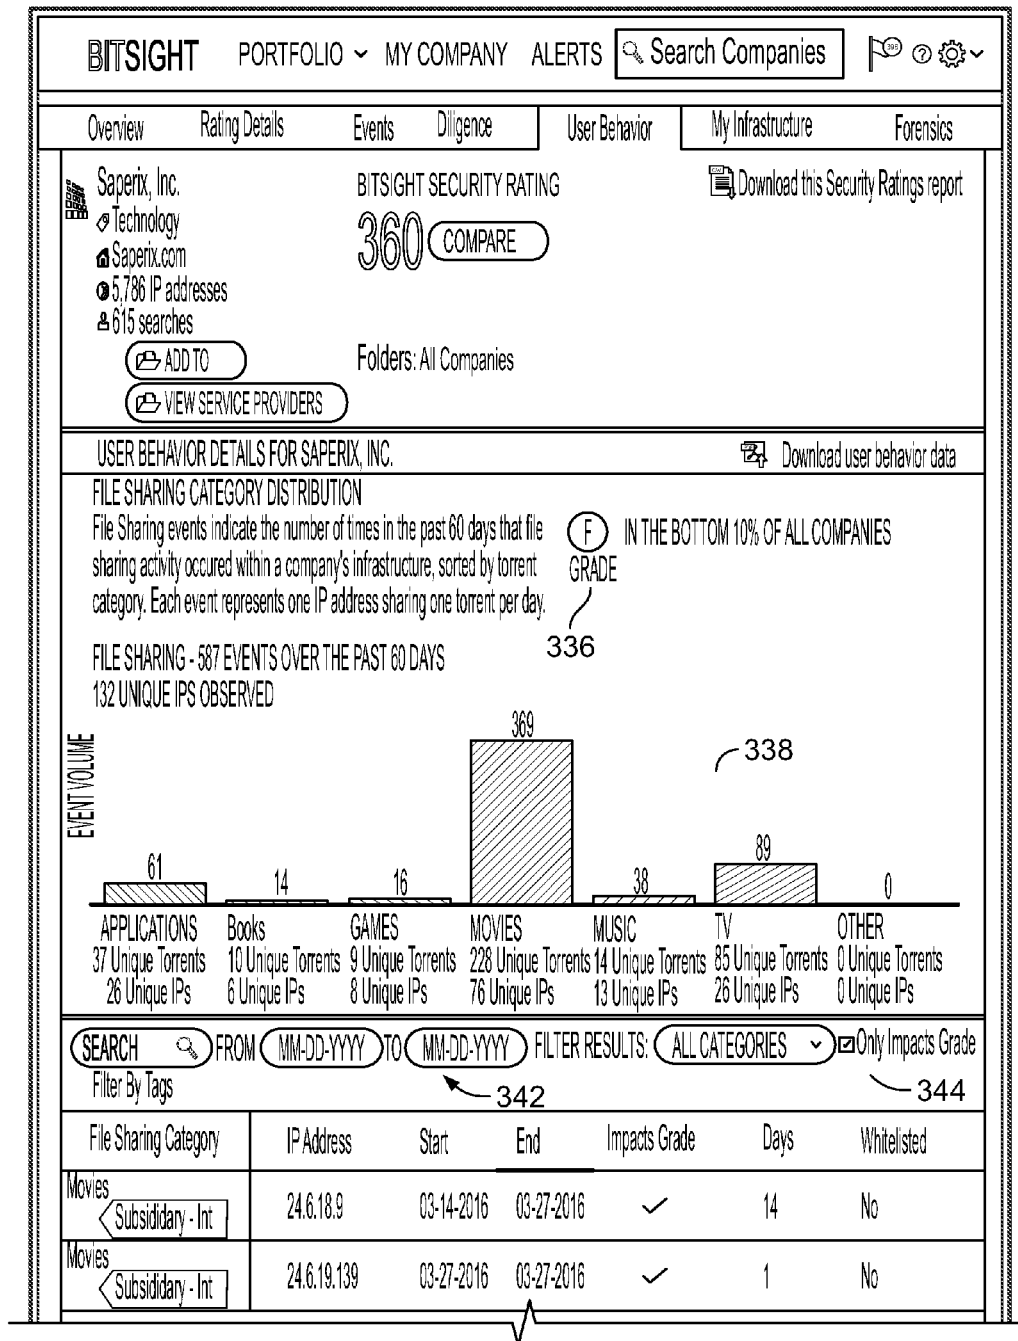 BITSIGHT PORTFOLIO MY COMPANY ALERTS Search Companies 395 ?
Overview Rating Details Events Diligence User Behavior My Infrastructure Forensics
Saperix, Inc. BITSIGHT SECURITY RATING Download this Security Ratings report
Technology 360 COMPARE
Saperix.com
5,786 IP addresses
615 searches
ADD TO Folders: All Companies
VIEW SERVICE PROVIDERS
USER BEHAVIOR DETAILS FOR SAPERIX, INC. Download user behavior data
FILE SHARING CATEGORY DISTRIBUTION
File Sharing events indicate the number of times in the past 60 days that file
sharing activity occured within a company's infrastructure, sorted by torrent
category. Each event represents one IP address sharing one torrent per day.
F IN THE BOTTOM 10% OF ALL COMPANIES
GRADE
336
FILE SHARING - 587 EVENTS OVER THE PAST 60 DAYS
132 UNIQUE IPS OBSERVED
EVENT VOLUME
338
61 14 16 369 38 89 0
APPLICATIONS Books GAMES MOVIES MUSIC TV OTHER
37 Unique Torrents 10 Unique Torrents 9 Unique Torrents 228 Unique Torrents 14 Unique Torrents 85 Unique Torrents 0 Unique Torrents
26 Unique IPs 6 Unique IPs 8 Unique IPs 76 Unique IPs 13 Unique IPs 26 Unique IPs 0 Unique IPs
SEARCH FROM MM-DD-YYYY TO MM-DD-YYYY FILTER RESULTS: ALL CATEGORIES Only Impacts Grade
Filter By Tags 342 344
File Sharing Category IP Address Start End Impacts Grade Days Whitelisted
Movies
Subsididary - Int 24.6.18.9 03-14-2016 03-27-2016 ✓ 14 No
Movies
Subsididary - Int 24.6.19.139 03-27-2016 03-27-2016 ✓ 1 No